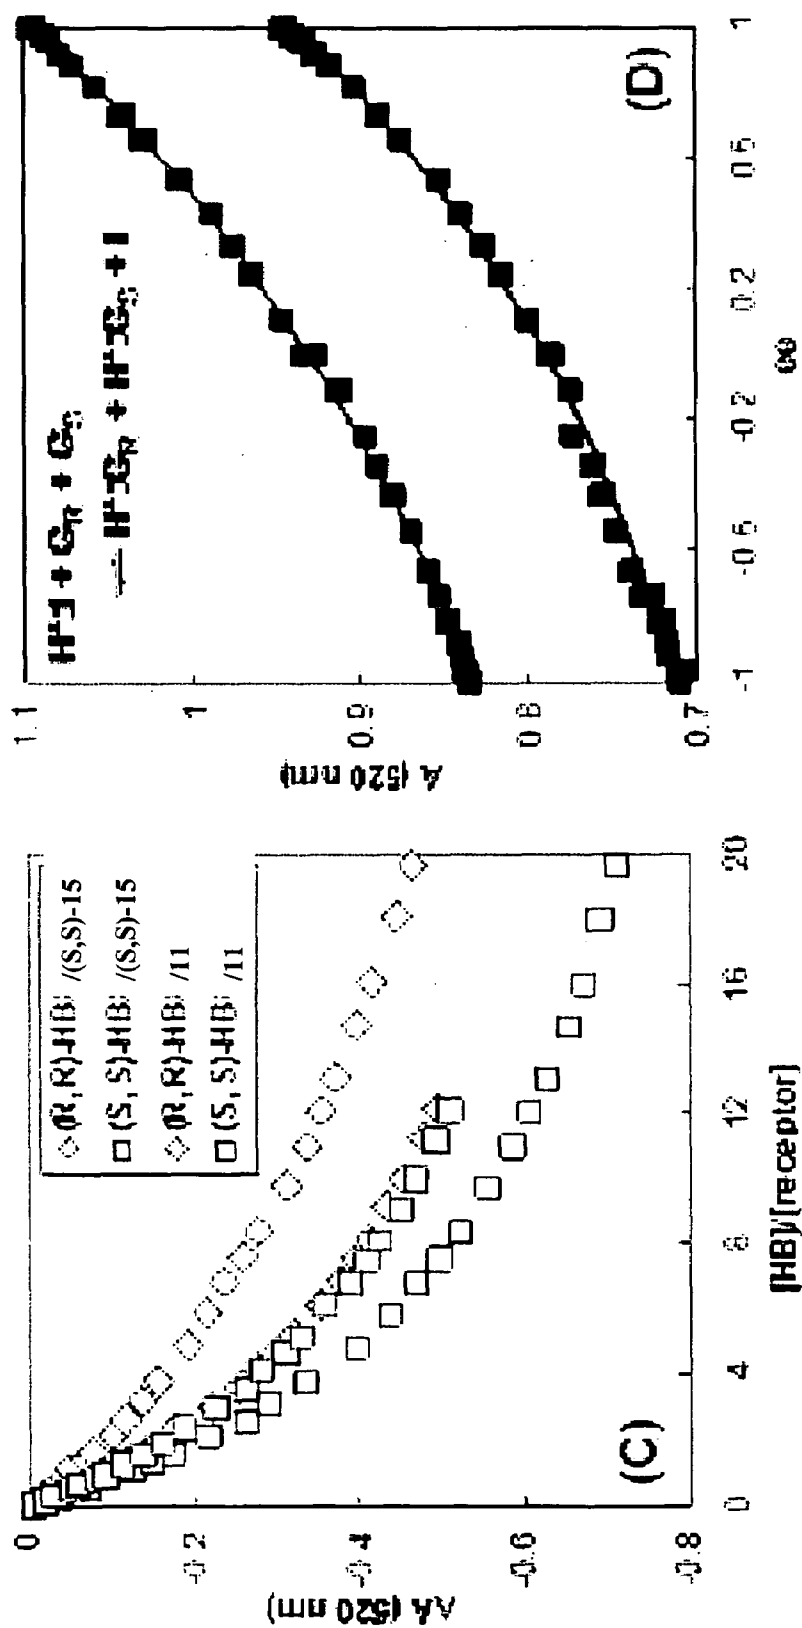 0
-0.2
-0.4
-0.6
-0.8
ΔA (520 nm)
(R,R)-HB /(S,S)-15
(S,S)-HB /(S,S)-15
(R,R)-HB /11
(S,S)-HB /11
(C)
0
4
8
12
16
20
[HB]/[receptor]
1.1
1
0.9
0.8
0.7
A (520 nm)
(D)
-1
-0.6
-0.2
0.2
0.6
1
ee